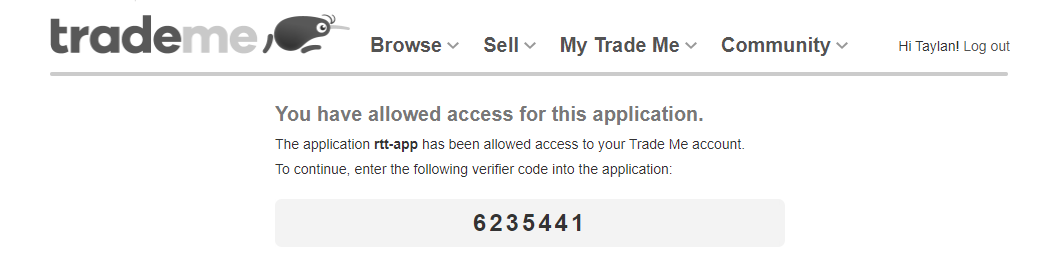 trademe
Browse Sell My Trade Me Community Hi Taylan! Log out
You have allowed access for this application.
The application rtt-app has been allowed access to your Trade Me account.
To continue, enter the following verifier code into the application:
6235441